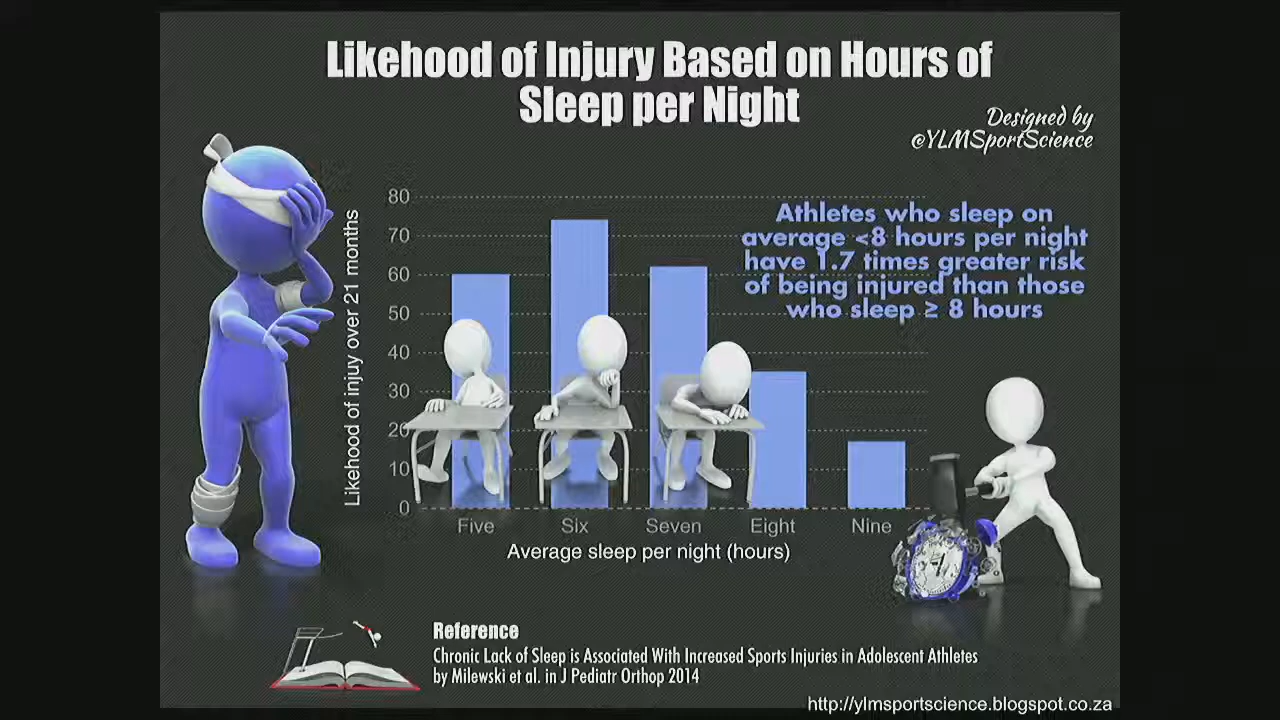 Likehood of Injury Based on Hours of
Sleep per Night
Designed by
@YLMSportScience
Likehood of injuy over 21 months
80
70
60
50
40
30
20
10
0
Athletes who sleep on
average <8 hours per night
have 1.7 times greater risk
of being injured than those
who sleep ≥ 8 hours
Five Six Seven Eight Nine
Average sleep per night (hours)
Reference
Chronic Lack of Sleep is Associated With Increased Sports Injuries in Adolescent Athletes
by Milewski et al. in J Pediatr Orthop 2014
http://ylmsportscience.blogspot.co.za